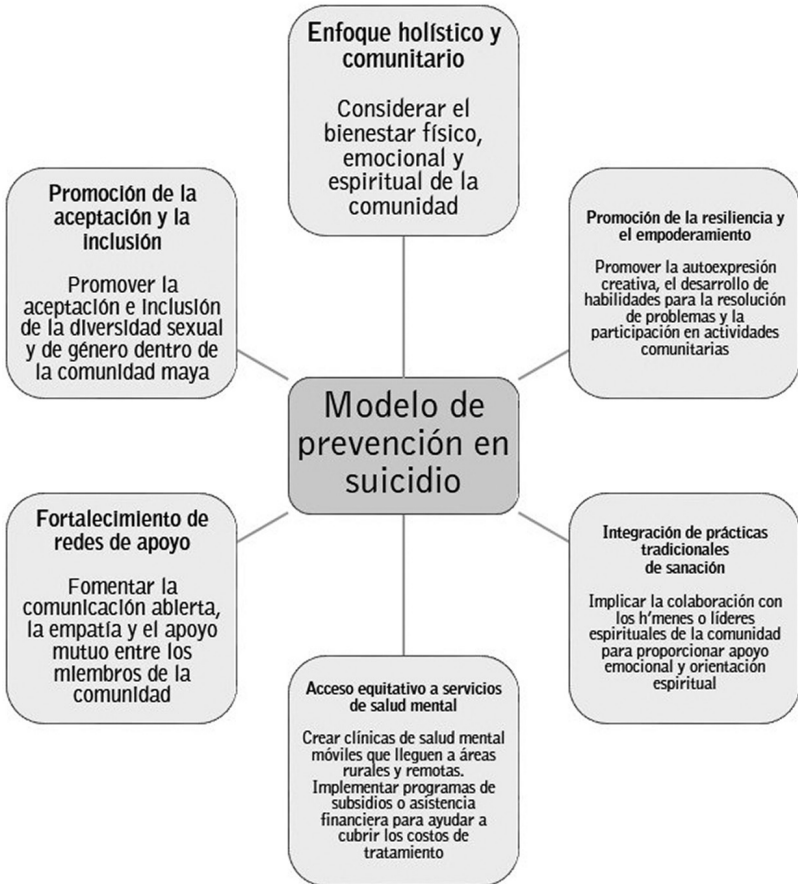 Enfoque holístico y
comunitario
Considerar el
bienestar físico,
emocional y
espiritual de la
comunidad
Promoción de la
aceptación y la
inclusión
Promover la
aceptación e inclusión
de la diversidad sexual
y de género dentro de
la comunidad maya
Promoción de la resiliencia y
el empoderamiento
Promover la autoexpresión
creativa, el desarrollo de
habilidades para la resolución
de problemas y la
participación en actividades
comunitarias
Modelo de
prevención en
suicidio
Fortalecimiento de
redes de apoyo
Fomentar la
comunicación abierta,
la empatía y el apoyo
mutuo entre los
miembros de la
comunidad
Integración de prácticas
tradicionales
de sanación
Implicar la colaboración con
los h'menes o líderes
espirituales de la comunidad
para proporcionar apoyo
emocional y orientación
espiritual
Acceso equitativo a servicios
de salud mental
Crear clínicas de salud mental
móviles que lleguen a áreas
rurales y remotas.
Implementar programas de
subsidios o asistencia
financiera para ayudar a
cubrir los costos de
tratamiento